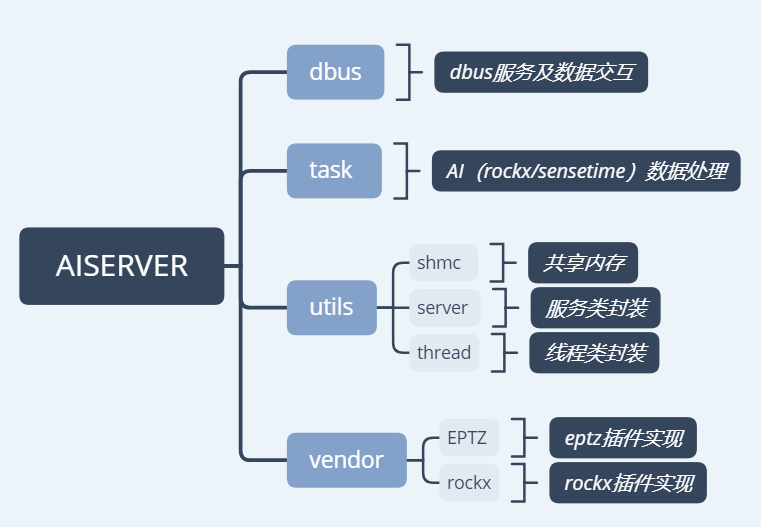 dbus
dbus服务及数据交互
task
AI（rockx/sensetime）数据处理
AISERVER
utils
shmc
共享内存
server
服务类封装
thread
线程类封装
vendor
EPTZ
eptz插件实现
rockx
rockx插件实现